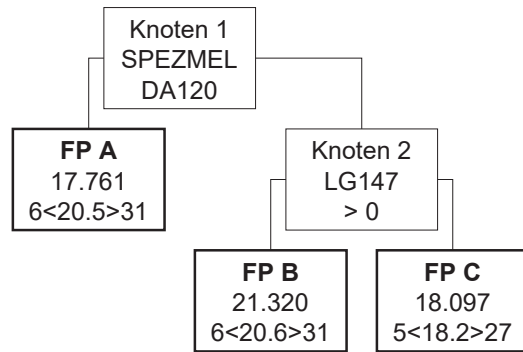 Knoten 1
SPEZMEL
DA120
FP A
17.761
6<20.5>31
Knoten 2
LG147
> 0
FP B
21.320
6<20.6>31
FP C
18.097
5<18.2>27